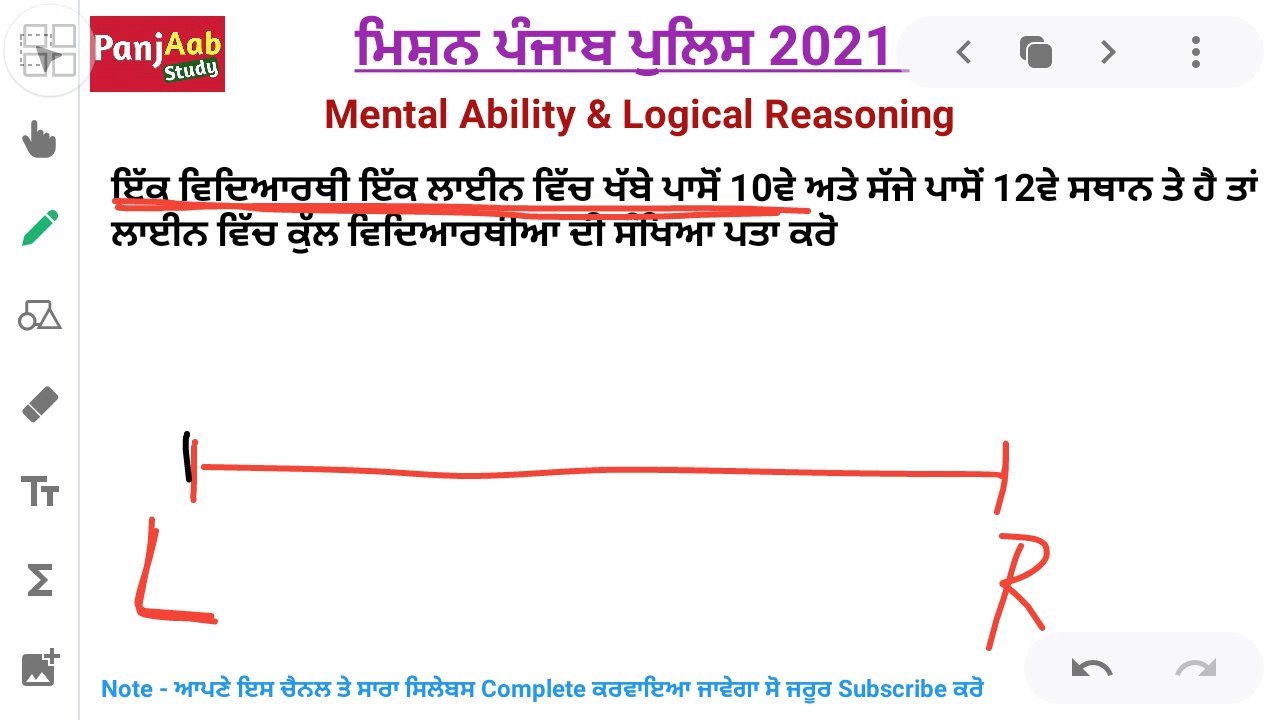 PanjAab
Study
ਮਿਸ਼ਨ ਪੰਜਾਬ ਪੁਲਿਸ 2021
Mental Ability & Logical Reasoning
ਇੱਕ ਵਿਦਿਆਰਥੀ ਇੱਕ ਲਾਈਨ ਵਿੱਚ ਖੱਬੇ ਪਾਸੋਂ 10ਵੇ ਅਤੇ ਸੱਜੇ ਪਾਸੋਂ 12ਵੇ ਸਥਾਨ ਤੇ ਹੈ ਤਾਂ
ਲਾਈਨ ਵਿੱਚ ਕੁੱਲ ਵਿਦਿਆਰਥੀਆਂ ਦੀ ਸੰਖਿਆ ਪਤਾ ਕਰੋ
L R
Note - ਆਪਣੇ ਇਸ ਚੈਨਲ ਤੇ ਸਾਰਾ ਸਿਲੇਬਸ Complete ਕਰਵਾਇਆ ਜਾਵੇਗਾ ਸੋ ਜਰੂਰ Subscribe ਕਰੋ